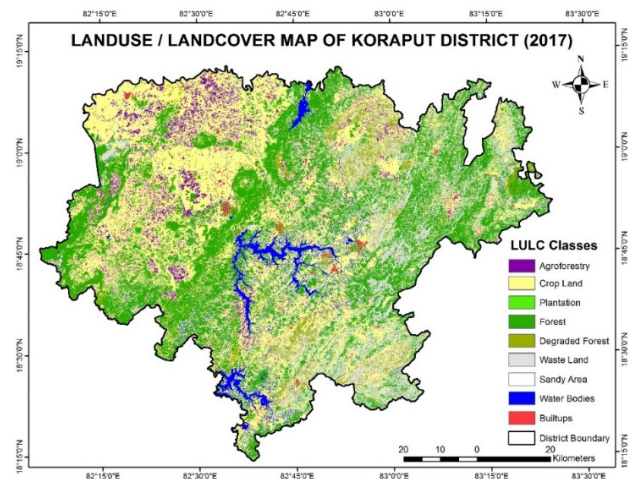 82°15'0"E 82°30'0"E 82°45'0"E 83°0'0"E 83°15'0"E 83°30'0"E
LANDUSE / LANDCOVER MAP OF KORAPUT DISTRICT (2017)
19°15'0"N 19°15'0"N
N
W E
S
19°0'0"N 19°0'0"N
18°45'0"N 18°45'0"N
LULC Classes
Agroforestry
Crop Land
Plantation
Forest
Degraded Forest
Waste Land
Sandy Area
Water Bodies
Builtups
District Boundary
18°30'0"N 18°30'0"N
20 10 0 20
Kilometers
18°15'0"N 18°15'0"N
82°15'0"E 82°30'0"E 82°45'0"E 83°0'0"E 83°15'0"E 83°30'0"E